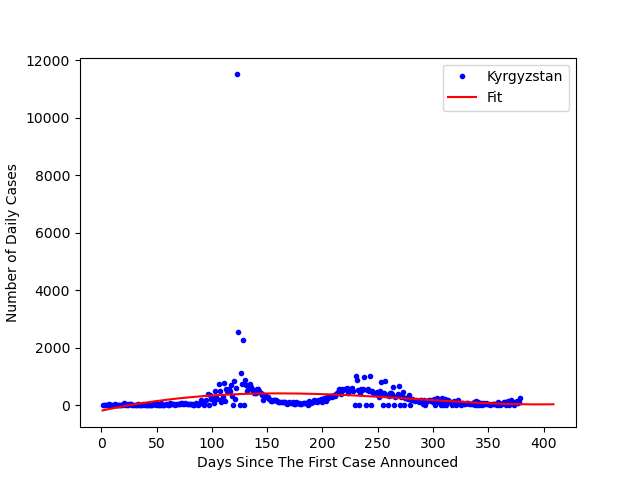 12000
10000
8000
6000
4000
2000
0
Number of Daily Cases
Kyrgyzstan
Fit
0 50 100 150 200 250 300 350 400
Days Since The First Case Announced